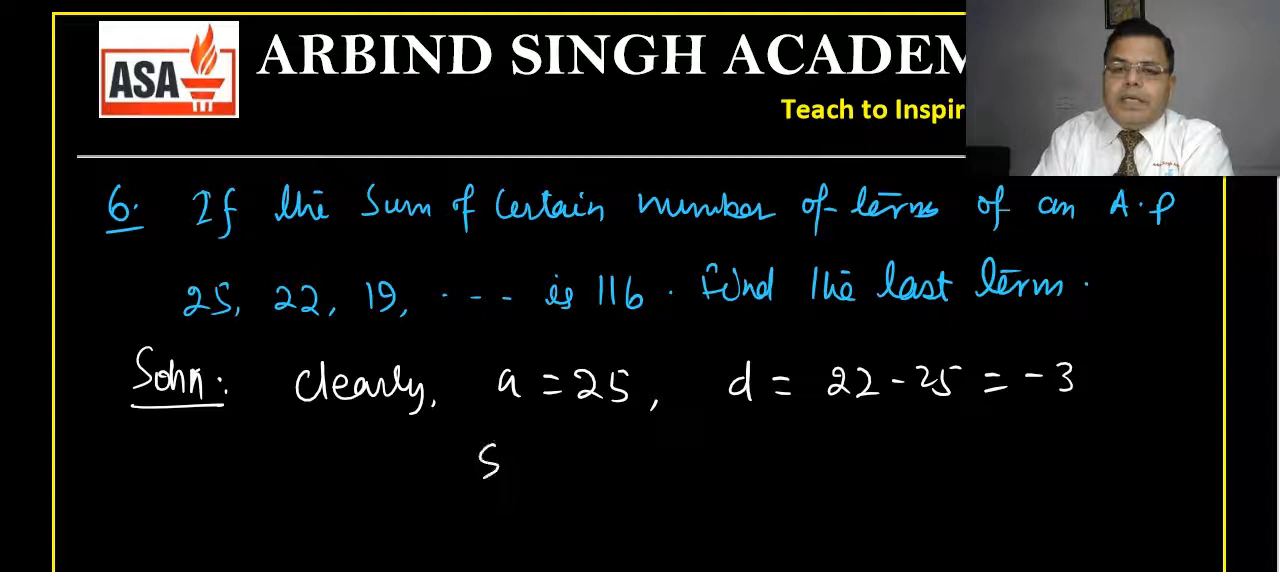 ASA
ARBIND SINGH ACADEM
Teach to Inspir
6. If the sum of certain number of terms of an A.P
25, 22, 19, ... is 116. Find the last term.
Soln: Clearly, a = 25, d = 22 - 25 = -3
S